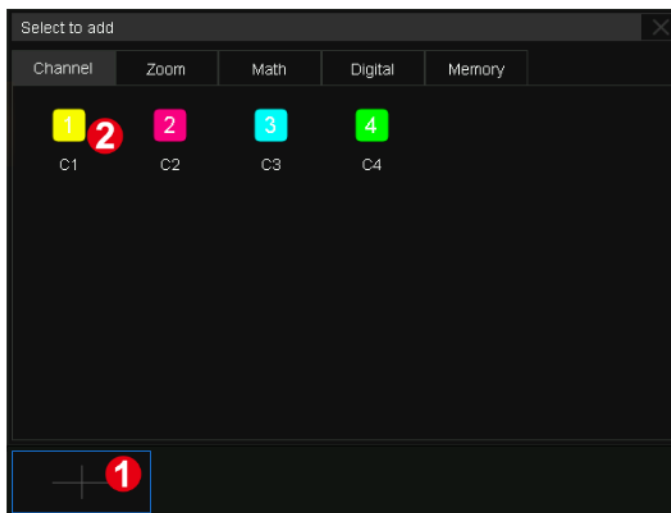 Select to add
Channel Zoom Math Digital Memory
1 2 2 3 4
C1 C2 C3 C4
1